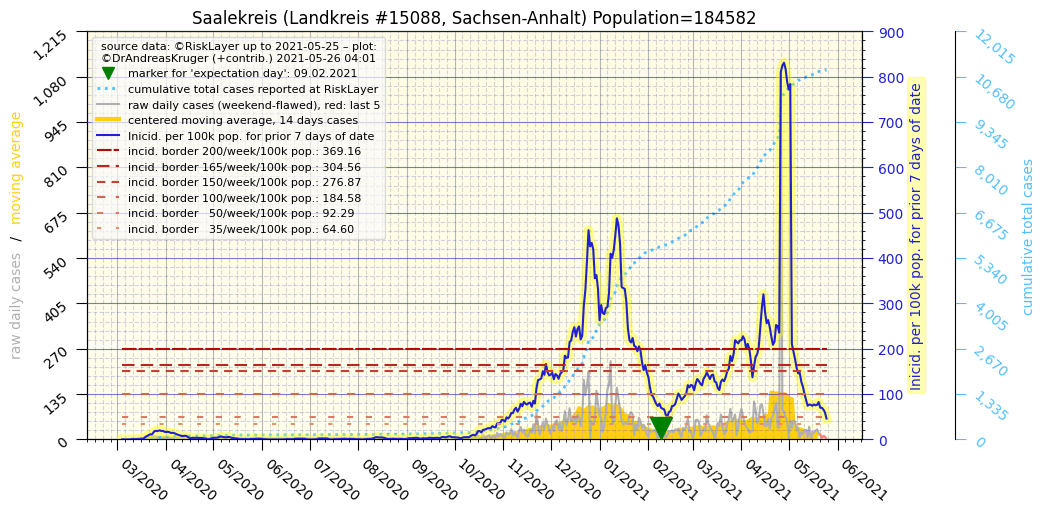 Saalekreis (Landkreis #15088, Sachsen-Anhalt) Population=184582
source data: ©RiskLayer up to 2021-05-25 – plot:
©DrAndreasKruger (+contrib.) 2021-05-26 04:01
marker for 'expectation day': 09.02.2021
cumulative total cases reported at RiskLayer
raw daily cases (weekend-flawed), red: last 5
centered moving average, 14 days cases
Inicid. per 100k pop. for prior 7 days of date
incid. border 200/week/100k pop.: 369.16
incid. border 165/week/100k pop.: 304.56
incid. border 150/week/100k pop.: 276.87
incid. border 100/week/100k pop.: 184.58
incid. border   50/week/100k pop.: 92.29
incid. border   35/week/100k pop.: 64.60
raw daily cases / moving average
1,215
1,080
945
810
675
540
405
270
135
0
03/2020
04/2020
05/2020
06/2020
07/2020
08/2020
09/2020
10/2020
11/2020
12/2020
01/2021
02/2021
03/2021
04/2021
05/2021
06/2021
900
800
700
600
500
400
300
200
100
0
Inicid. per 100k pop. for prior 7 days of date
12,015
10,680
9,345
8,010
6,675
5,340
4,005
2,670
1,335
0
cumulative total cases